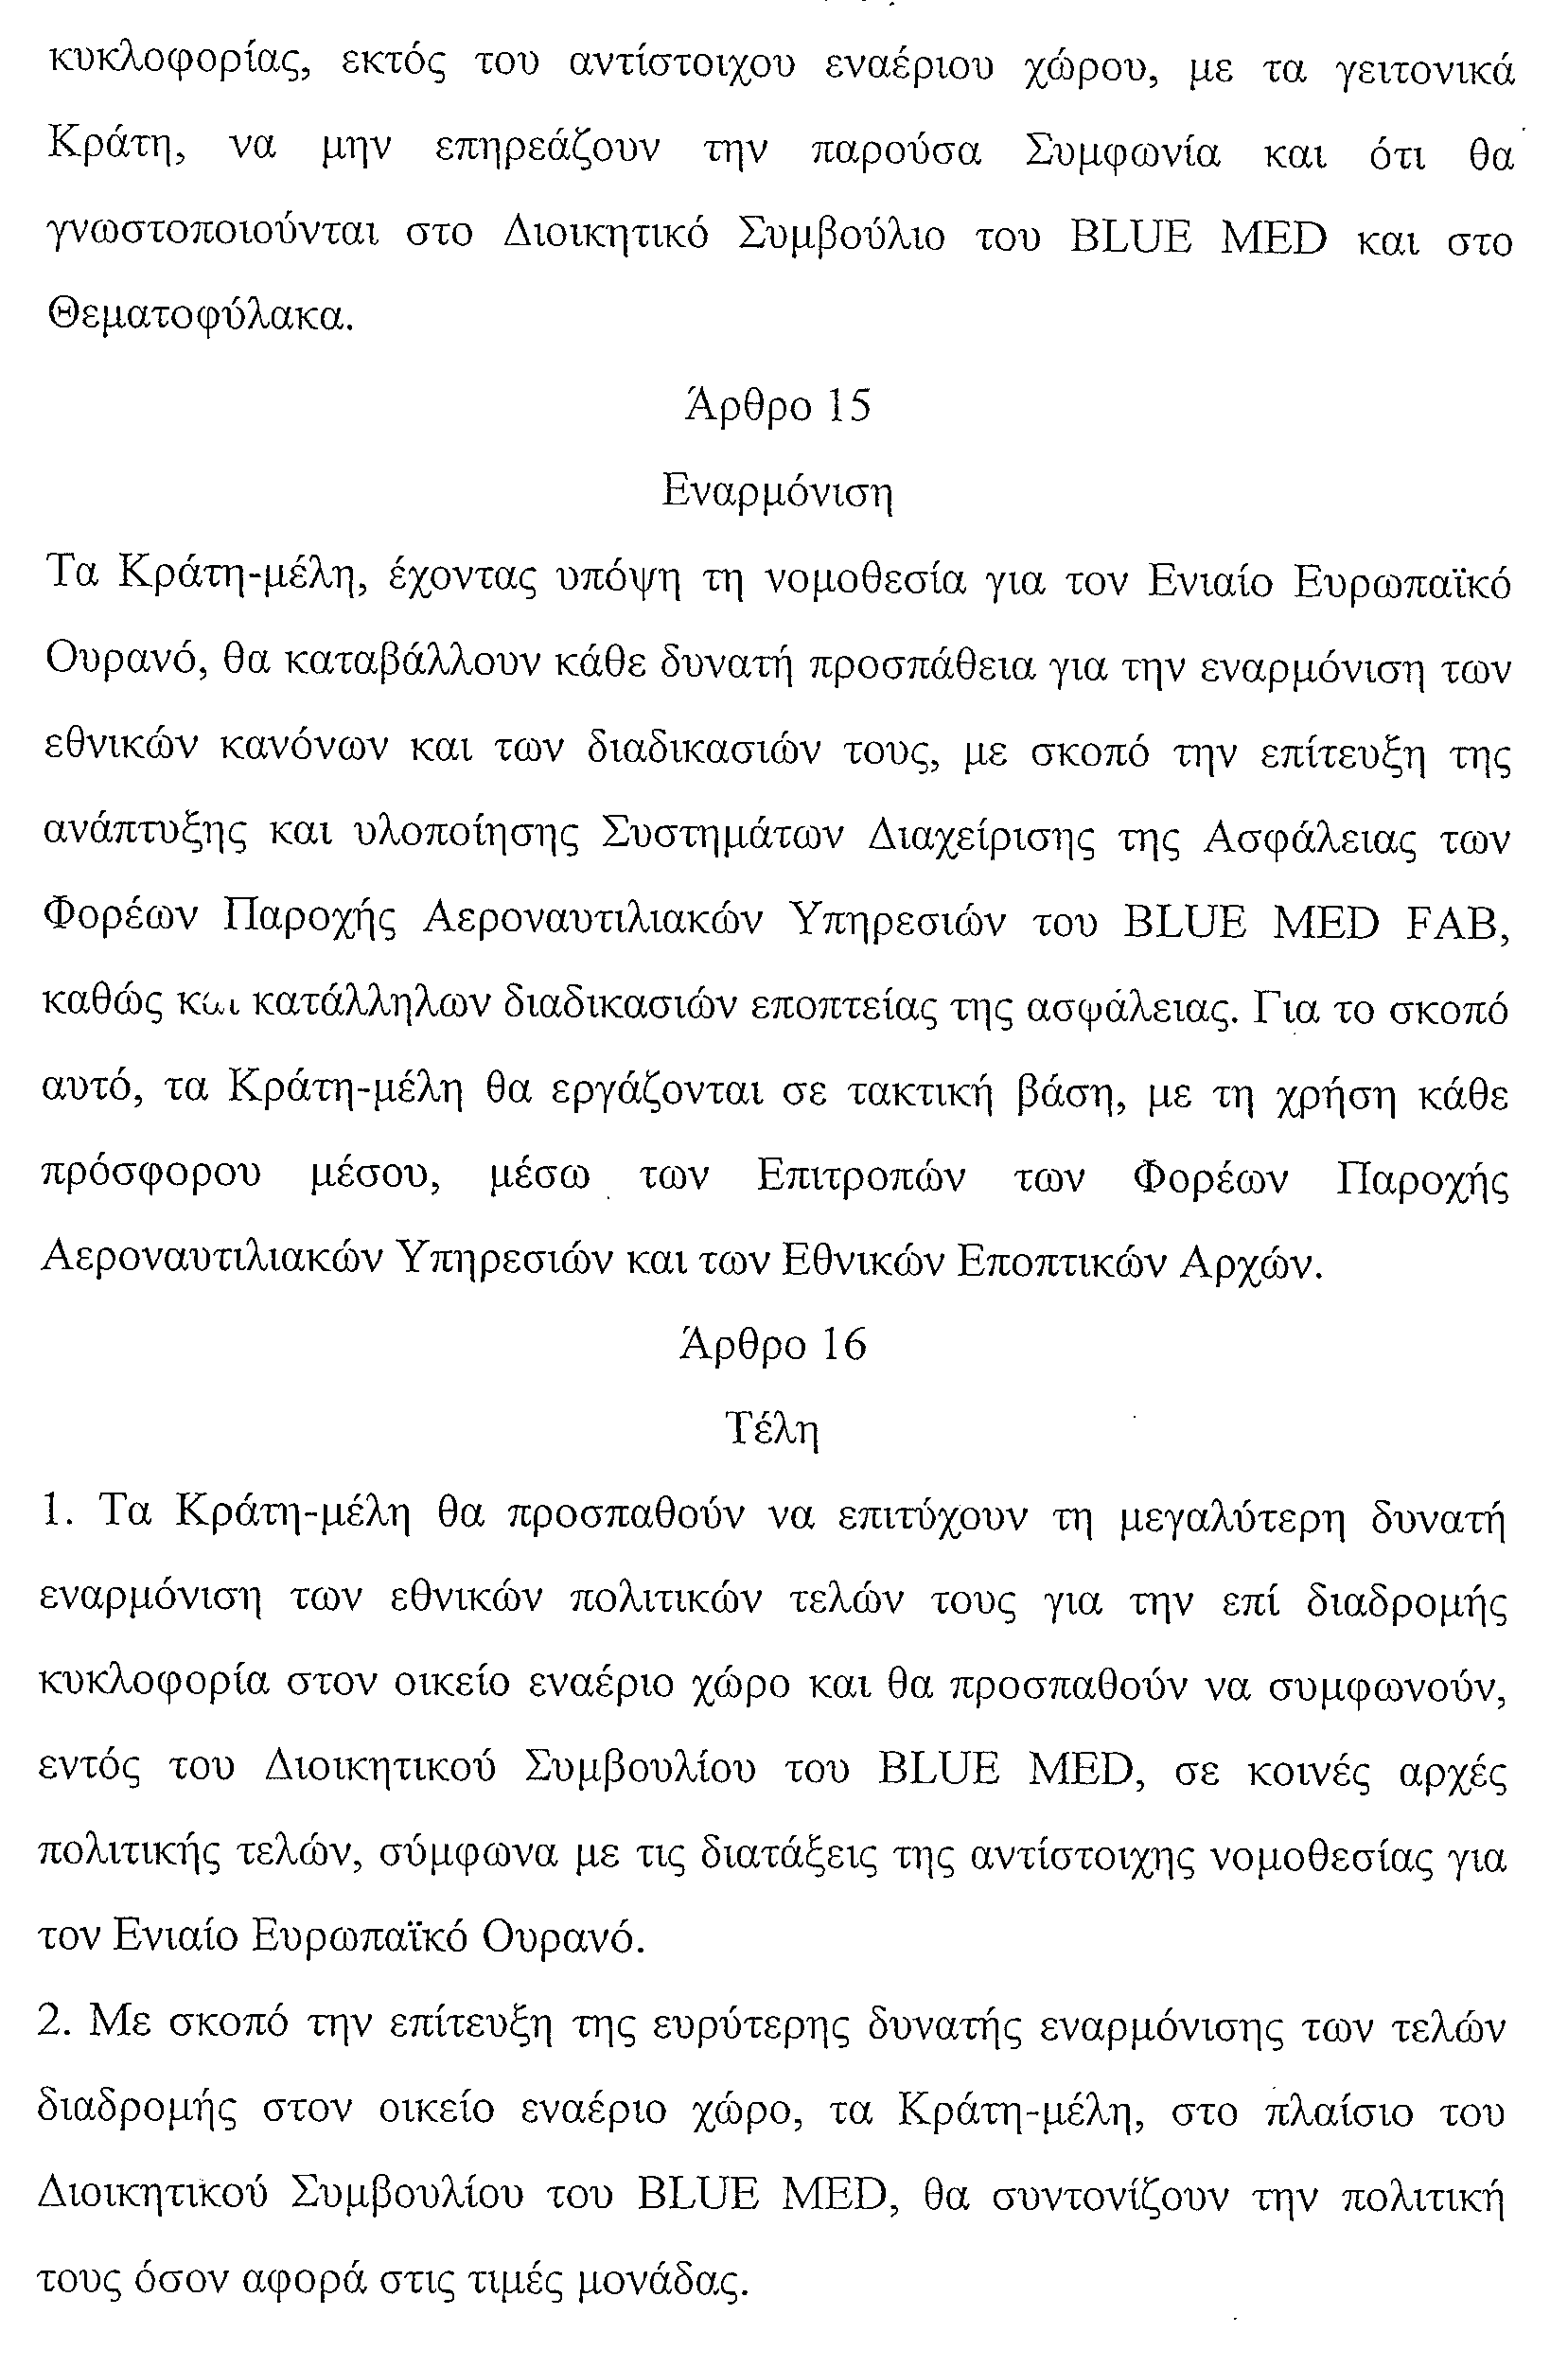 κυκλοφορίας, εκτός του αντίστοιχου εναέριου χώρου, με τα γειτονικά
Κράτη, να μην επηρεάζουν την παρούσα Συμφωνία και ότι θα
γνωστοποιούνται στο Διοικητικό Συμβούλιο του BLUE MED και στο
Θεματοφύλακα.
Άρθρο 15
Εναρμόνιση
Τα Κράτη-μέλη, έχοντας υπόψη τη νομοθεσία για τον Ενιαίο Ευρωπαϊκό
Ουρανό, θα καταβάλλουν κάθε δυνατή προσπάθεια για την εναρμόνιση των
εθνικών κανόνων και των διαδικασιών τους, με σκοπό την επίτευξη της
ανάπτυξης και υλοποίησης Συστημάτων Διαχείρισης της Ασφάλειας των
Φορέων Παροχής Αεροναυτιλιακών Υπηρεσιών του BLUE MED FAB,
καθώς και κατάλληλων διαδικασιών εποπτείας της ασφάλειας. Για το σκοπό
αυτό, τα Κράτη-μέλη θα εργάζονται σε τακτική βάση, με τη χρήση κάθε
πρόσφορου μέσου, μέσω των Επιτροπών των Φορέων Παροχής
Αεροναυτιλιακών Υπηρεσιών και των Εθνικών Εποπτικών Αρχών.
Άρθρο 16
Τέλη
1. Τα Κράτη-μέλη θα προσπαθούν να επιτύχουν τη μεγαλύτερη δυνατή
εναρμόνιση των εθνικών πολιτικών τελών τους για την επί διαδρομής
κυκλοφορία στον οικείο εναέριο χώρο και θα προσπαθούν να συμφωνούν,
εντός του Διοικητικού Συμβουλίου του BLUE MED, σε κοινές αρχές
πολιτικής τελών, σύμφωνα με τις διατάξεις της αντίστοιχης νομοθεσίας για
τον Ενιαίο Ευρωπαϊκό Ουρανό.
2. Με σκοπό την επίτευξη της ευρύτερης δυνατής εναρμόνισης των τελών
διαδρομής στον οικείο εναέριο χώρο, τα Κράτη-μέλη, στο πλαίσιο του
Διοικητικού Συμβουλίου του BLUE MED, θα συντονίζουν την πολιτική
τους όσον αφορά στις τιμές μονάδας.